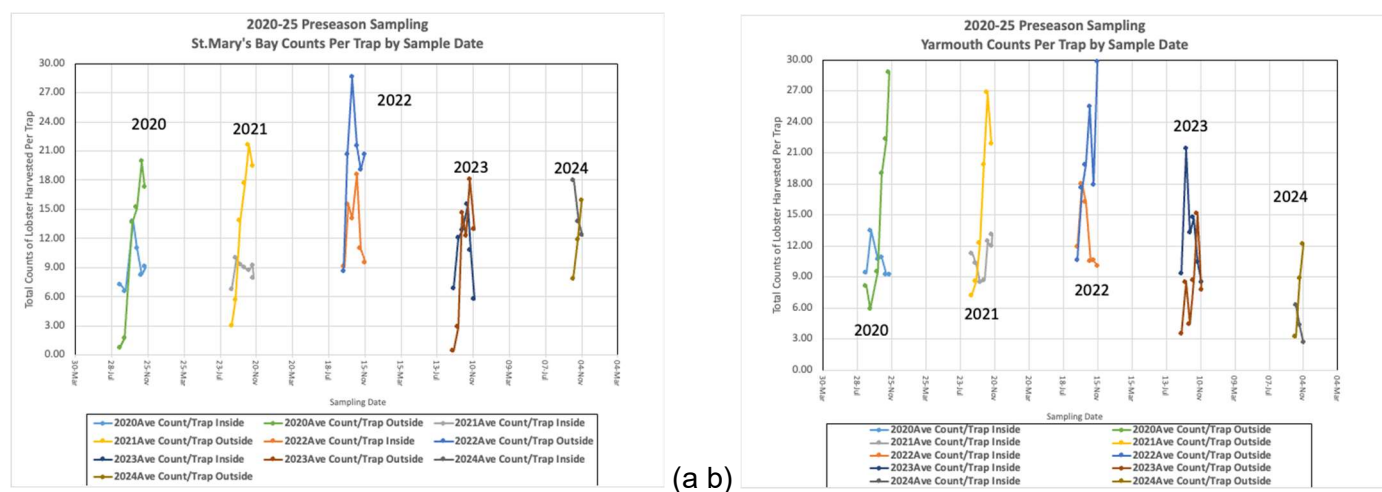 2020-25 Preseason Sampling
St.Mary's Bay Counts Per Trap by Sample Date
Total Counts of Lobster Harvested Per Trap
30.00
27.00
24.00
21.00
18.00
15.00
12.00
9.00
6.00
3.00
0.00
2020
2021
2022
2023
2024
30-Mar
28-Jul
25-Nov
25-Mar
23-Jul
20-Nov
20-Mar
18-Jul
15-Nov
15-Mar
13-Jul
10-Nov
09-Mar
07-Jul
04-Nov
04-Mar
Sampling Date
2020Ave Count/Trap Inside
2020Ave Count/Trap Outside
2021Ave Count/Trap Inside
2021Ave Count/Trap Outside
2022Ave Count/Trap Inside
2022Ave Count/Trap Outside
2023Ave Count/Trap Inside
2023Ave Count/Trap Outside
2024Ave Count/Trap Inside
2024Ave Count/Trap Outside
(a b)
2020-25 Preseason Sampling
Yarmouth Counts Per Trap by Sample Date
Total Counts of Lobster Harvested Per Trap
30.00
27.00
24.00
21.00
18.00
15.00
12.00
9.00
6.00
3.00
0.00
2020
2021
2022
2023
2024
30-Mar
28-Jul
25-Nov
25-Mar
23-Jul
20-Nov
20-Mar
18-Jul
15-Nov
15-Mar
13-Jul
10-Nov
09-Mar
07-Jul
04-Nov
04-Mar
Sampling Date
2020Ave Count/Trap Inside
2020Ave Count/Trap Outside
2021Ave Count/Trap Inside
2021Ave Count/Trap Outside
2022Ave Count/Trap Inside
2022Ave Count/Trap Outside
2023Ave Count/Trap Inside
2023Ave Count/Trap Outside
2024Ave Count/Trap Inside
2024Ave Count/Trap Outside